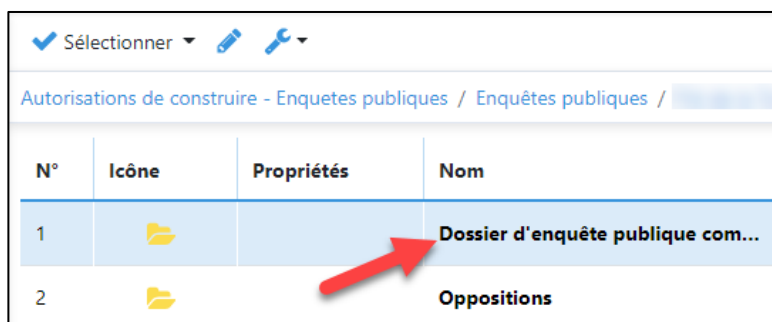 Sélectionner
Autorisations de construire - Enquetes publiques / Enquêtes publiques /
N° Icône Propriétés Nom
1 Dossier d'enquête publique com...
2 Oppositions